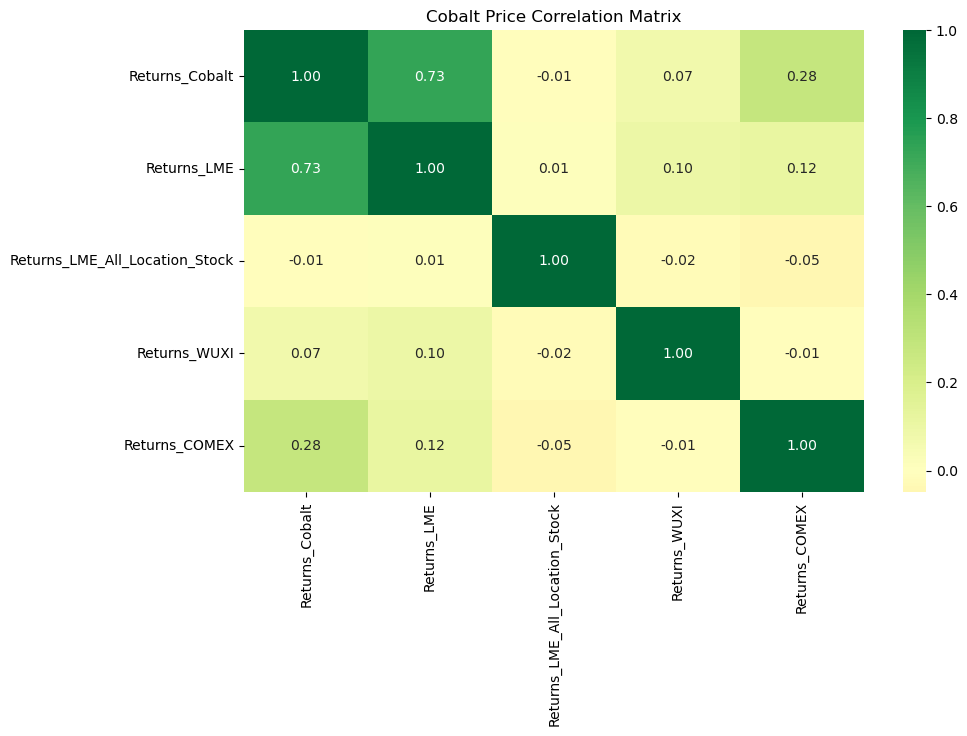 Cobalt Price Correlation Matrix
Returns_Cobalt 1.00 0.73 -0.01 0.07 0.28
Returns_LME 0.73 1.00 0.01 0.10 0.12
Returns_LME_All_Location_Stock -0.01 0.01 1.00 -0.02 -0.05
Returns_WUXI 0.07 0.10 -0.02 1.00 -0.01
Returns_COMEX 0.28 0.12 -0.05 -0.01 1.00
Returns_Cobalt
Returns_LME
Returns_LME_All_Location_Stock
Returns_WUXI
Returns_COMEX
1.0
0.8
0.6
0.4
0.2
0.0